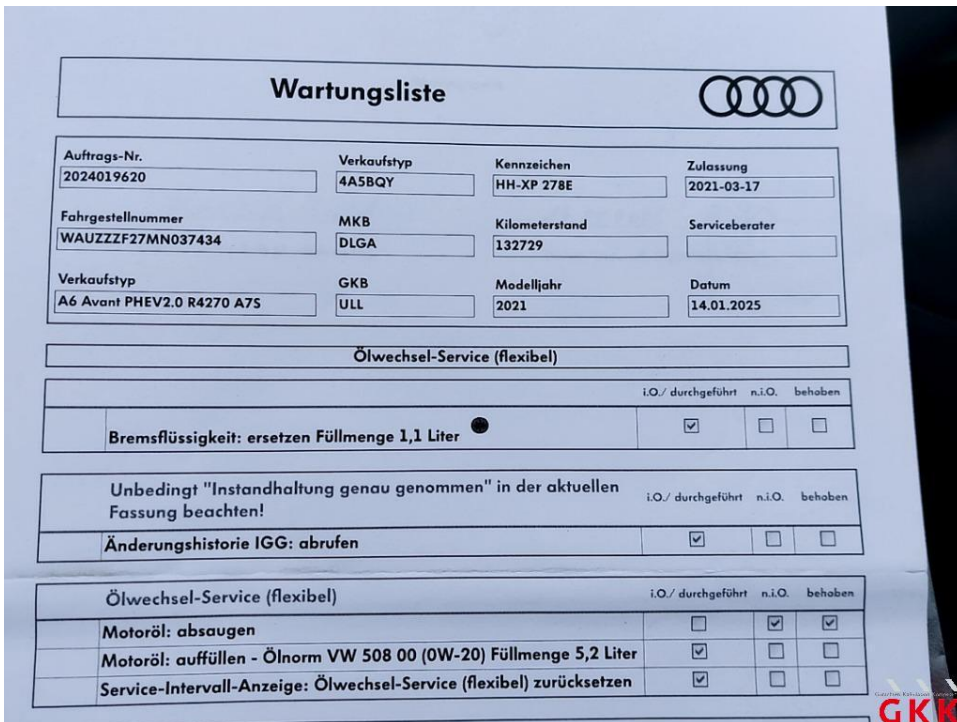 Wartungsliste
Auftrags-Nr. Verkaufstyp Kennzeichen Zulassung
2024019620 4A5BQY HH-XP 278E 2021-03-17
Fahrgestellnummer MKB Kilometerstand Serviceberater
WAUZZZF27MN037434 DLGA 132729
Verkaufstyp GKB Modelljahr Datum
A6 Avant PHEV2.0 R4270 A7S ULL 2021 14.01.2025
Ölwechsel-Service (flexibel)
i.O./ durchgeführt n.i.O. behoben
Bremsflüssigkeit: ersetzen Füllmenge 1,1 Liter
Unbedingt "Instandhaltung genau genommen" in der aktuellen
Fassung beachten!
i.O./ durchgeführt n.i.O. behoben
Änderungshistorie IGG: abrufen
Ölwechsel-Service (flexibel) i.O./ durchgeführt n.i.O. behoben
Motoröl: absaugen
Motoröl: auffüllen - Ölnorm VW 508 00 (0W-20) Füllmenge 5,2 Liter
Service-Intervall-Anzeige: Ölwechsel-Service (flexibel) zurücksetzen
GKK